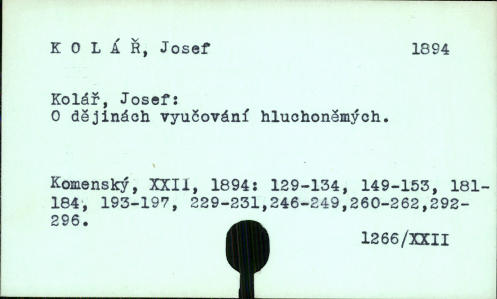 K O L Á Ř, Josef 1894
Kolář, Josef:
O dějinách vyučování hluchoněmých.
Komenský, XXII, 1894: 129-134, 149-153, 181-
184, 193-197, 229-231,246-249,260-262,292-
296.
1266/XXII